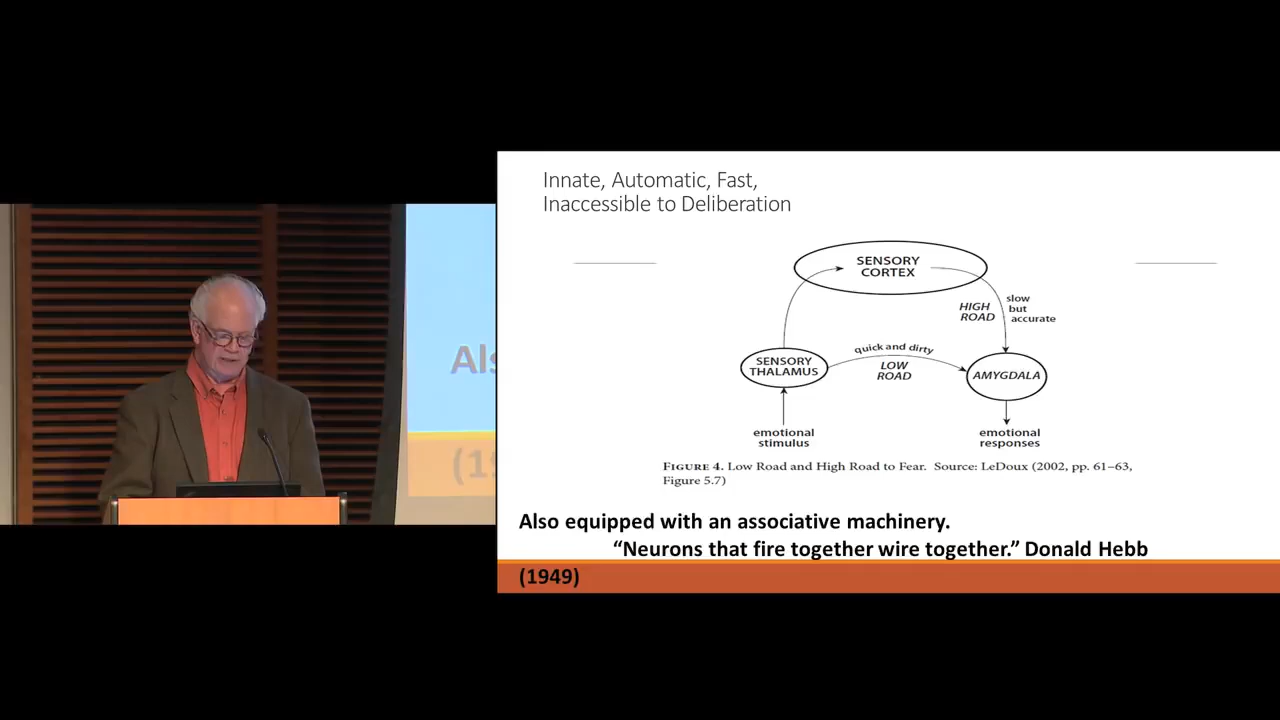 Als
(19
Innate, Automatic, Fast,
Inaccessible to Deliberation
SENSORY
CORTEX
HIGH
ROAD
slow
but
accurate
quick and dirty
LOW
ROAD
SENSORY
THALAMUS
AMYGDALA
emotional
stimulus
emotional
responses
FIGURE 4. Low Road and High Road to Fear. Source: LeDoux (2002, pp. 61–63,
Figure 5.7)
Also equipped with an associative machinery.
“Neurons that fire together wire together.” Donald Hebb
(1949)